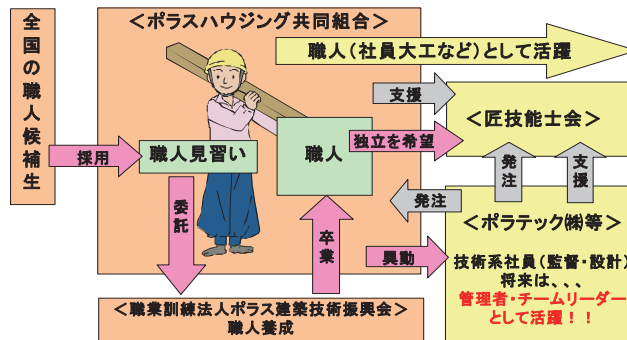 全国の職人候補生
＜ポラスハウジング共同組合＞
職人（社員大工など）として活躍
支援
＜匠技能士会＞
採用
職人見習い
職人
独立を希望
発注
支援
委託
卒業
発注
＜ポラテック㈱等＞
異動
技術系社員（監督・設計）
将来は、、、
管理者・チームリーダー
として活躍！！
＜職業訓練法人ポラス建築技術振興会＞
職人養成